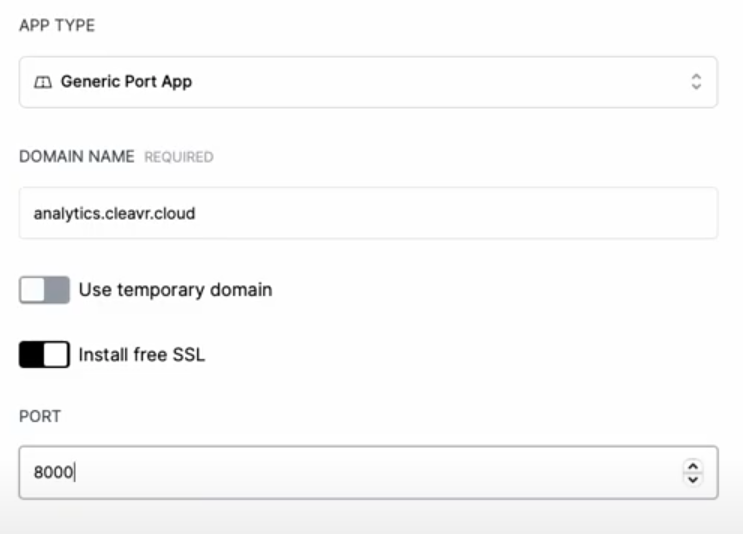 APP TYPE
Generic Port App
DOMAIN NAME REQUIRED
analytics.cleavr.cloud
Use temporary domain
Install free SSL
PORT
8000